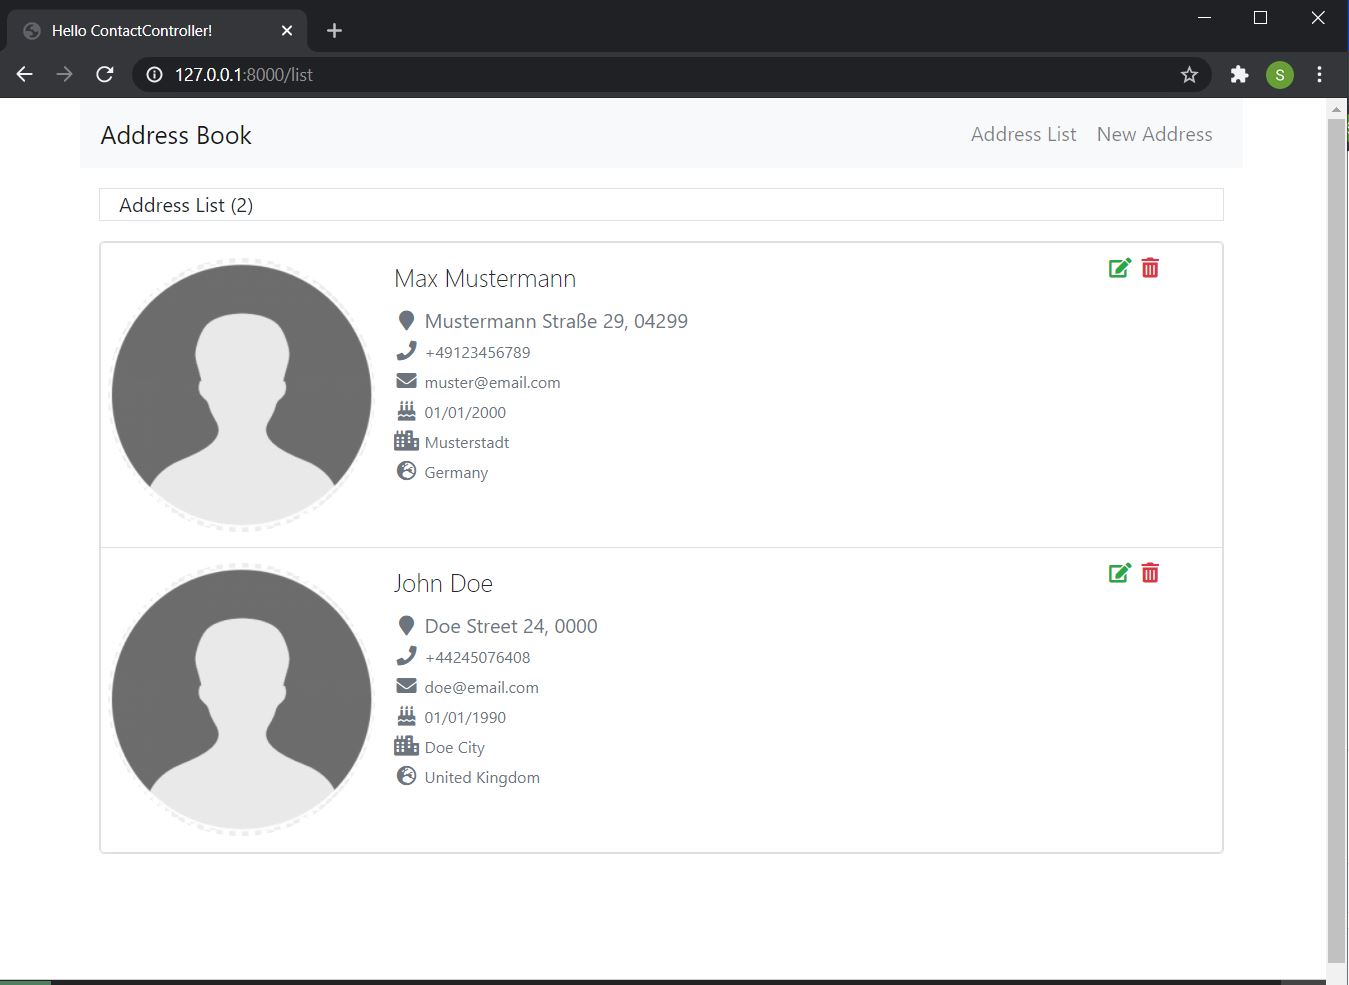 Hello ContactController!
127.0.0.1:8000/list
S
Address Book
Address List
New Address
Address List (2)
Max Mustermann
Mustermann Straße 29, 04299
+49123456789
muster@email.com
01/01/2000
Musterstadt
Germany
John Doe
Doe Street 24, 0000
+44245076408
doe@email.com
01/01/1990
Doe City
United Kingdom